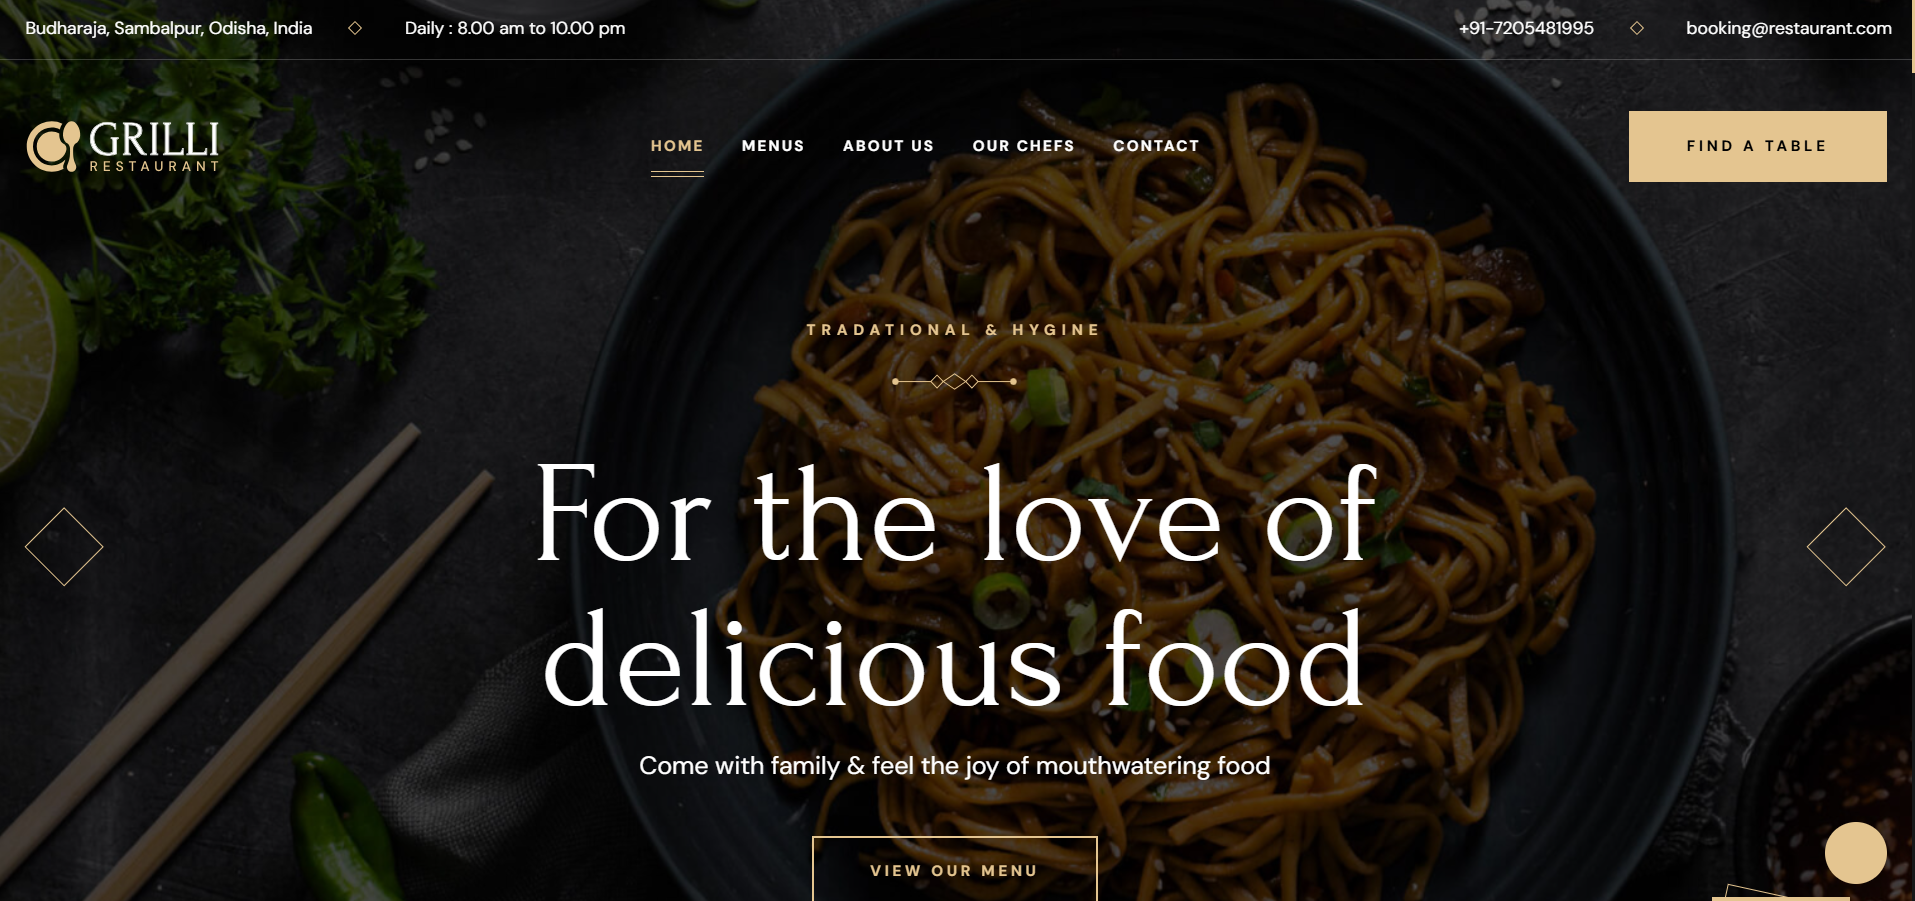 Budharaja, Sambalpur, Odisha, India
Daily : 8.00 am to 10.00 pm
+91-7205481995
booking@restaurant.com
GRILLI
RESTAURANT
HOME
MENUS
ABOUT US
OUR CHEFS
CONTACT
FIND A TABLE
TRADATIONAL & HYGINE
For the love of
delicious food
Come with family & feel the joy of mouthwatering food
VIEW OUR MENU